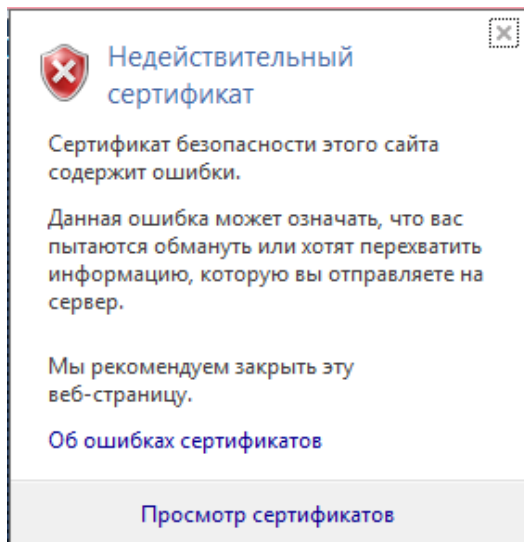 Недействительный
сертификат
Сертификат безопасности этого сайта
содержит ошибки.
Данная ошибка может означать, что вас
пытаются обмануть или хотят перехватить
информацию, которую вы отправляете на
сервер.
Мы рекомендуем закрыть эту
веб-страницу.
Об ошибках сертификатов
Просмотр сертификатов